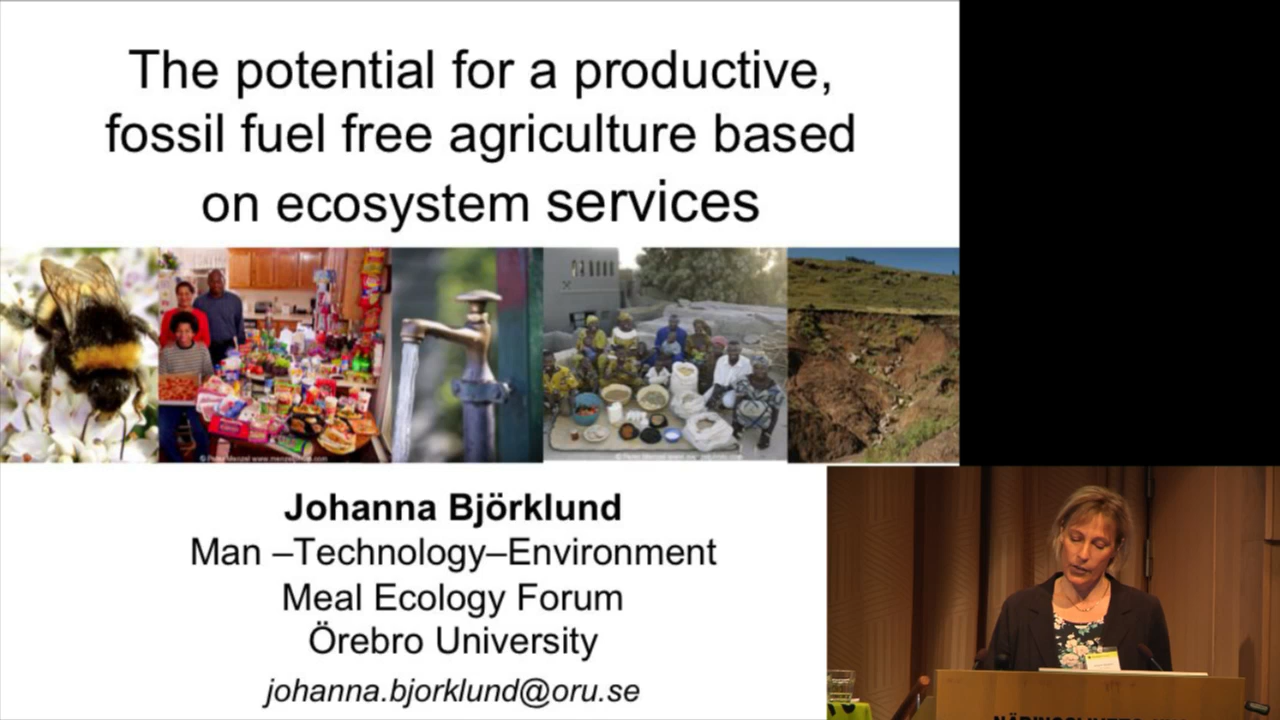 The potential for a productive,
fossil fuel free agriculture based
on ecosystem services
Johanna Björklund
Man –Technology–Environment
Meal Ecology Forum
Örebro University
johanna.bjorklund@oru.se